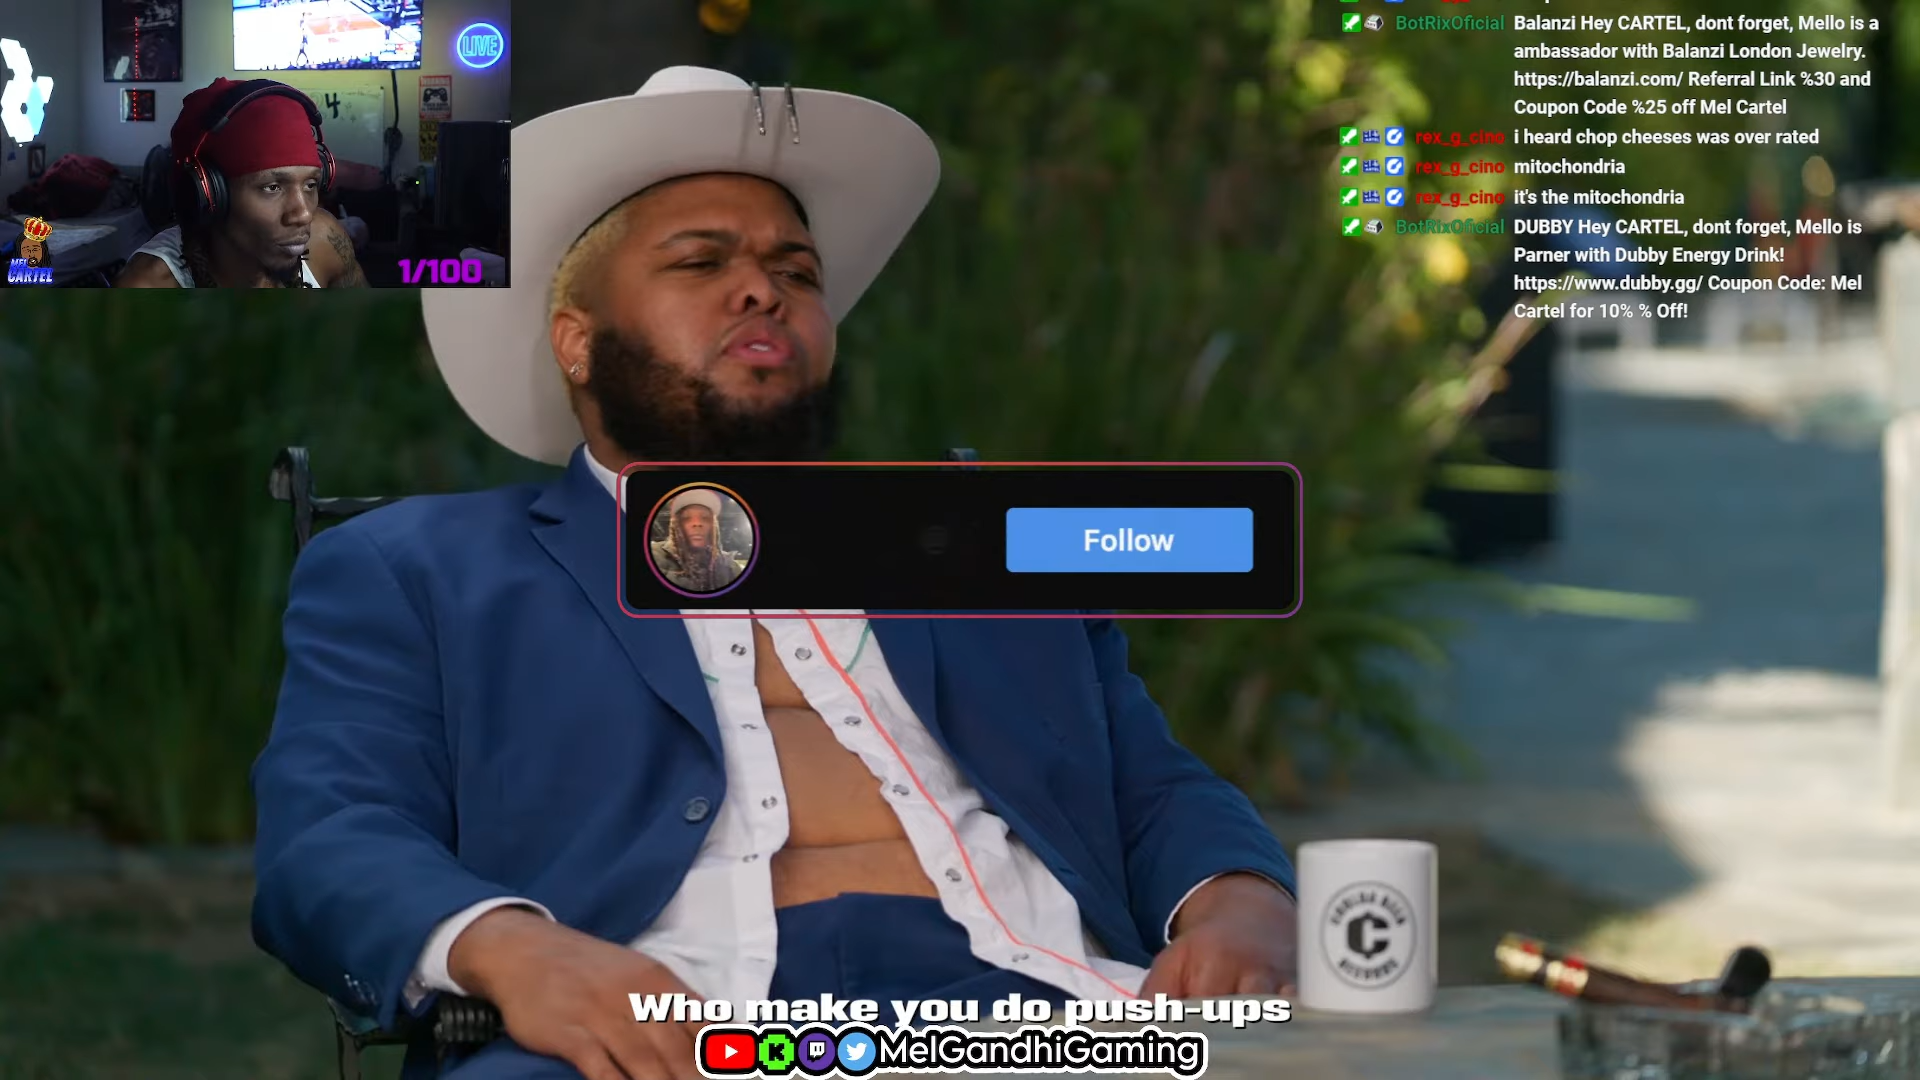 LIVE
4
MEL
CARTEL
1/100
BotRixOficial Balanzi Hey CARTEL, dont forget, Mello is a
ambassador with Balanzi London Jewelry.
https://balanzi.com/ Referral Link %30 and
Coupon Code %25 off Mel Cartel
rex_g_cino i heard chop cheeses was over rated
rex_g_cino mitochondria
rex_g_cino it's the mitochondria
BotRixOficial DUBBY Hey CARTEL, dont forget, Mello is
Parner with Dubby Energy Drink!
https://www.dubby.gg/ Coupon Code: Mel
Cartel for 10% % Off!
Follow
C
RECORDS
Who make you do push-ups
MelGandhiGaming